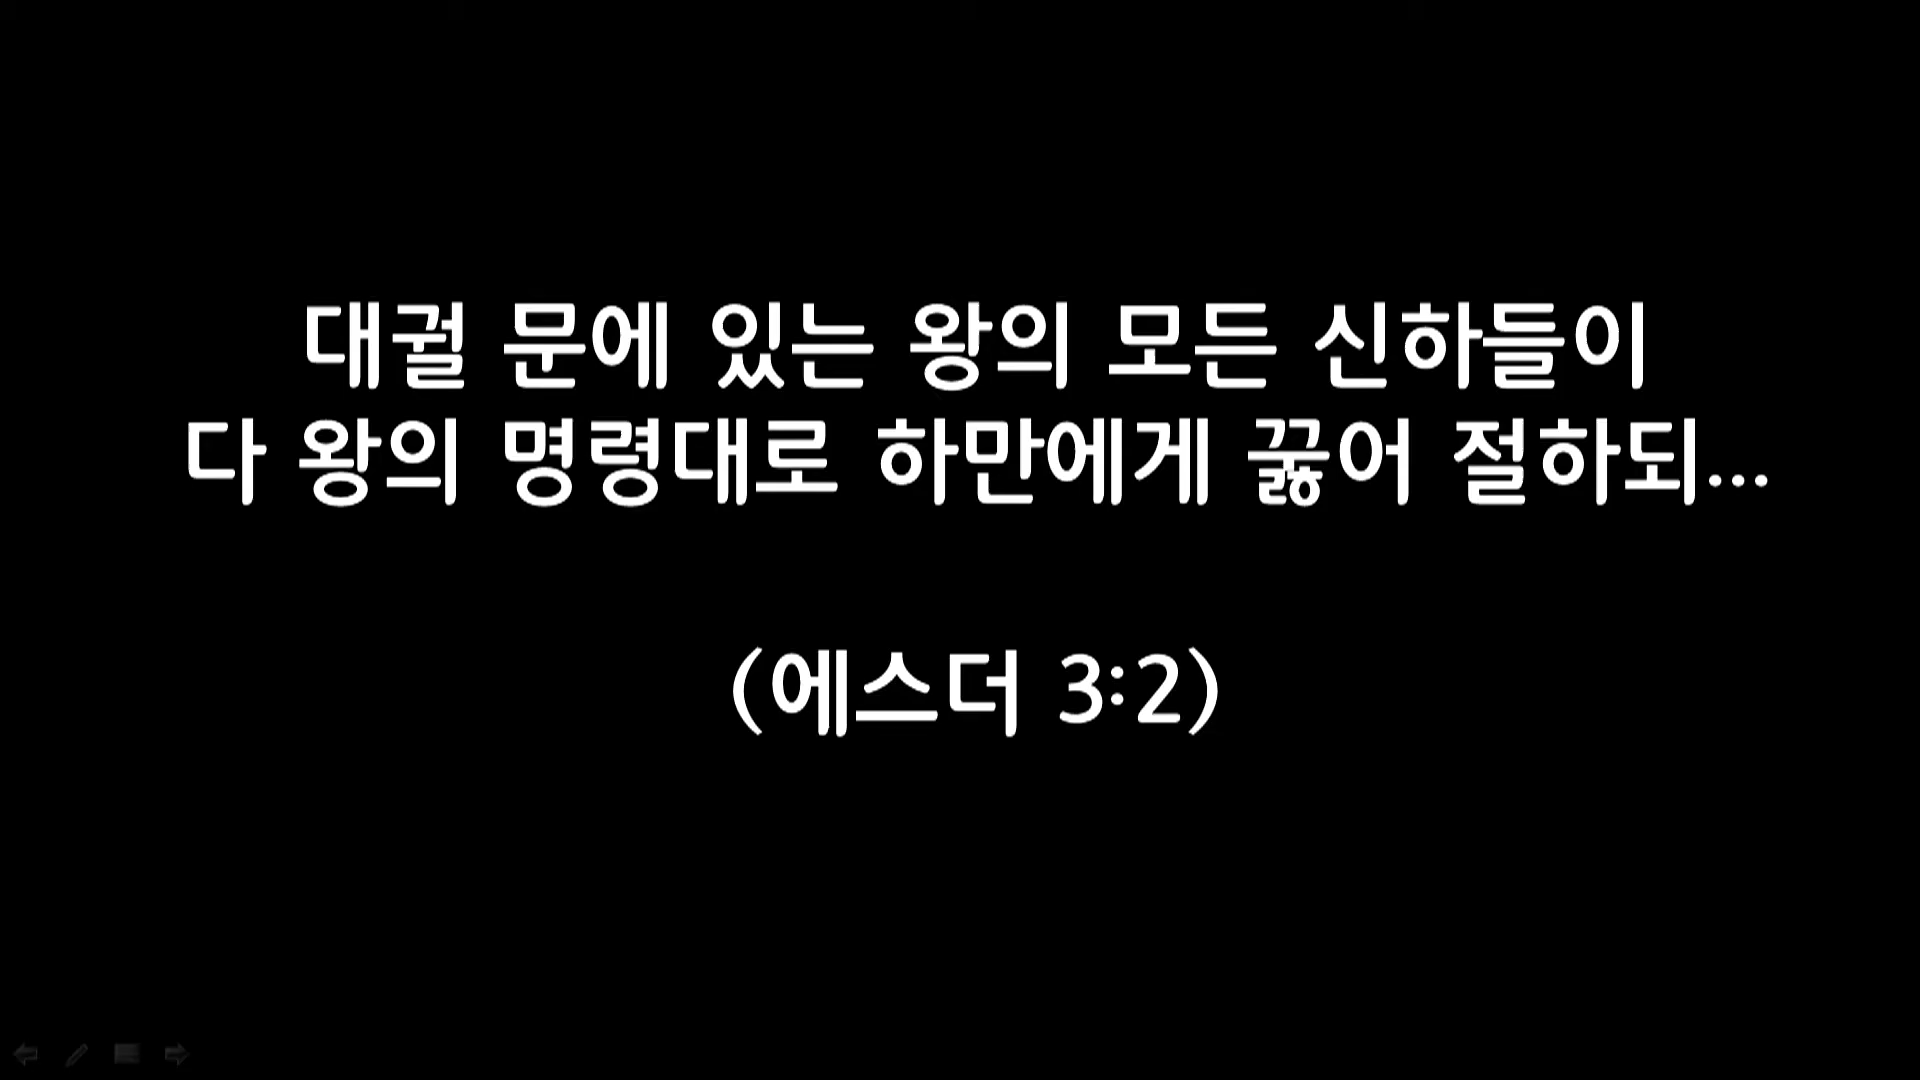 대궐 문에 있는 왕의 모든 신하들이
다 왕의 명령대로 하만에게 꿇어 절하되...
(에스더 3:2)